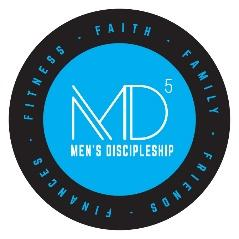 FITNESS - FAITH - FAMILY - FRIENDS - FINANCES -
MD⁵
MEN'S DISCIPLESHIP